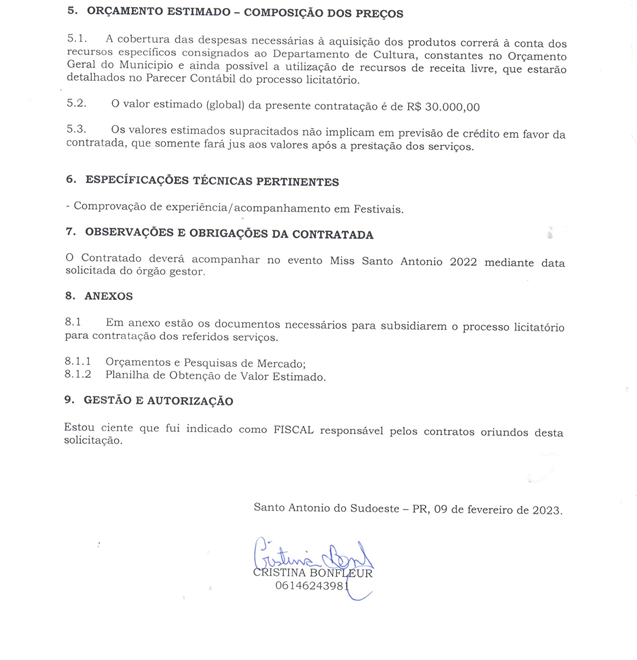 5. ORÇAMENTO ESTIMADO – COMPOSIÇÃO DOS PREÇOS
5.1. A cobertura das despesas necessárias à aquisição dos produtos correrá à conta dos
recursos específicos consignados ao Departamento de Cultura, constantes no Orçamento
Geral do Municipio e ainda possivel a utilização de recursos de receita livre, que estarão
detalhados no Parecer Contábil do processo licitatório.
5.2. O valor estimado (global) da presente contratação é de R$ 30.000,00
5.3. Os valores estimados supracitados não implicam em previsão de crédito em favor da
contratada, que somente fará jus aos valores após a prestação dos serviços.
6. ESPECÍFICAÇÕES TÉCNICAS PERTINENTES
- Comprovação de experiência/acompanhamento em Festivais.
7. OBSERVAÇÕES E OBRIGAÇÕES DA CONTRATADA
O Contratado deverá acompanhar no evento Miss Santo Antonio 2022 mediante data
solicitada do órgão gestor.
8. ANEXOS
8.1 Em anexo estão os documentos necessários para subsidiarem o processo licitatório
para contratação dos referidos serviços.
8.1.1 Orçamentos e Pesquisas de Mercado;
8.1.2 Planilha de Obtenção de Valor Estimado.
9. GESTÃO E AUTORIZAÇÃO
Estou ciente que fui indicado como FISCAL responsável pelos contratos oriundos desta
solicitação.
Santo Antonio do Sudoeste – PR, 09 de fevereiro de 2023.
CRISTINA BONFLEUR
06146243981